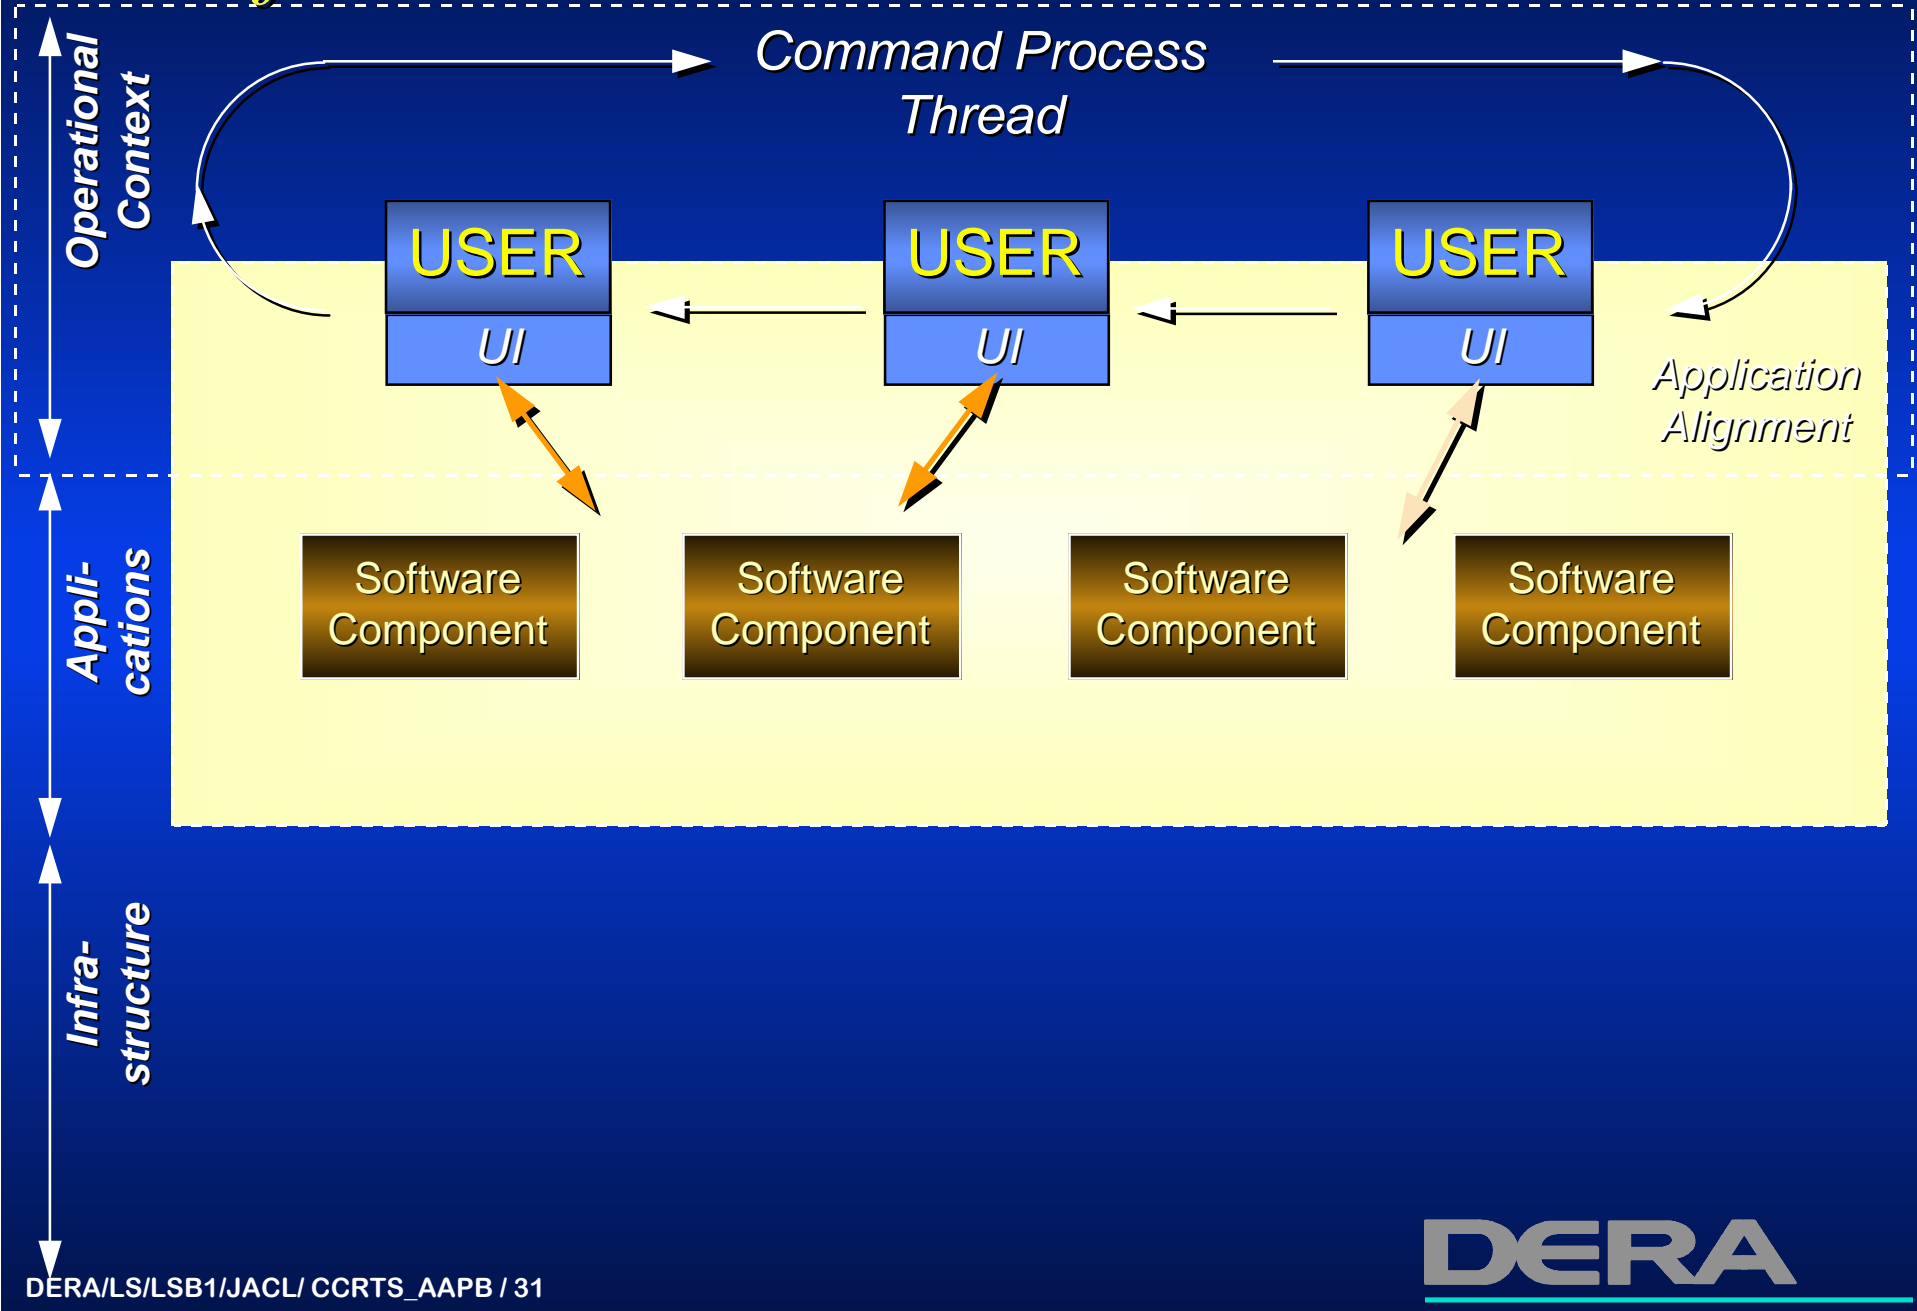 Command Process
Thread
Operational
Context
USER
USER
USER
UI
UI
UI
Application
Alignment
Appli-
cations
Software
Component
Software
Component
Software
Component
Software
Component
Infra-
structure
DERA/LS/LSB1/JACL/ CCRTS_AAPB / 31
DERA